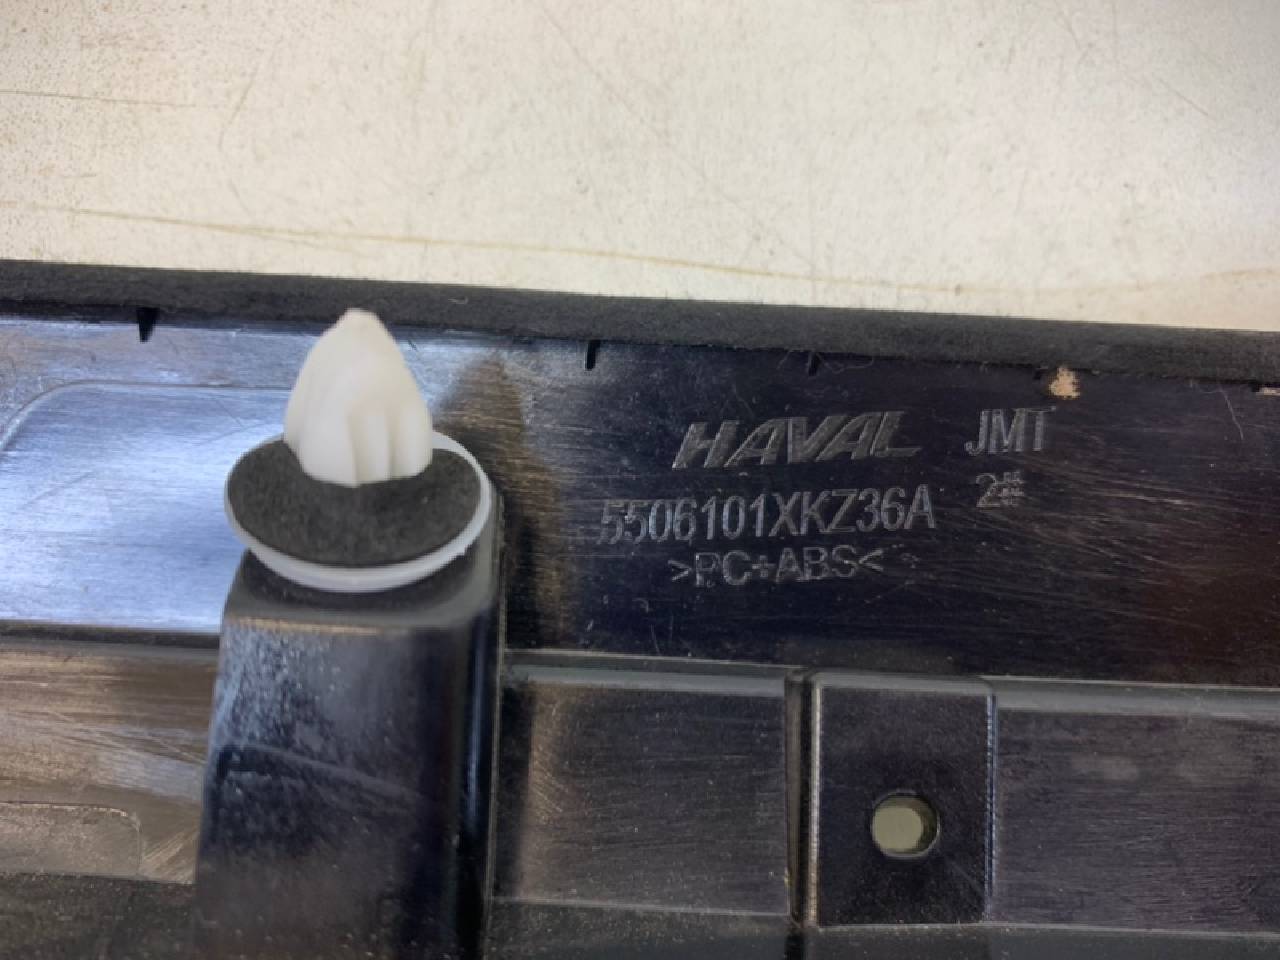 HAVAL JMT
5506101XKZ36A 2#
>PC+ABS<